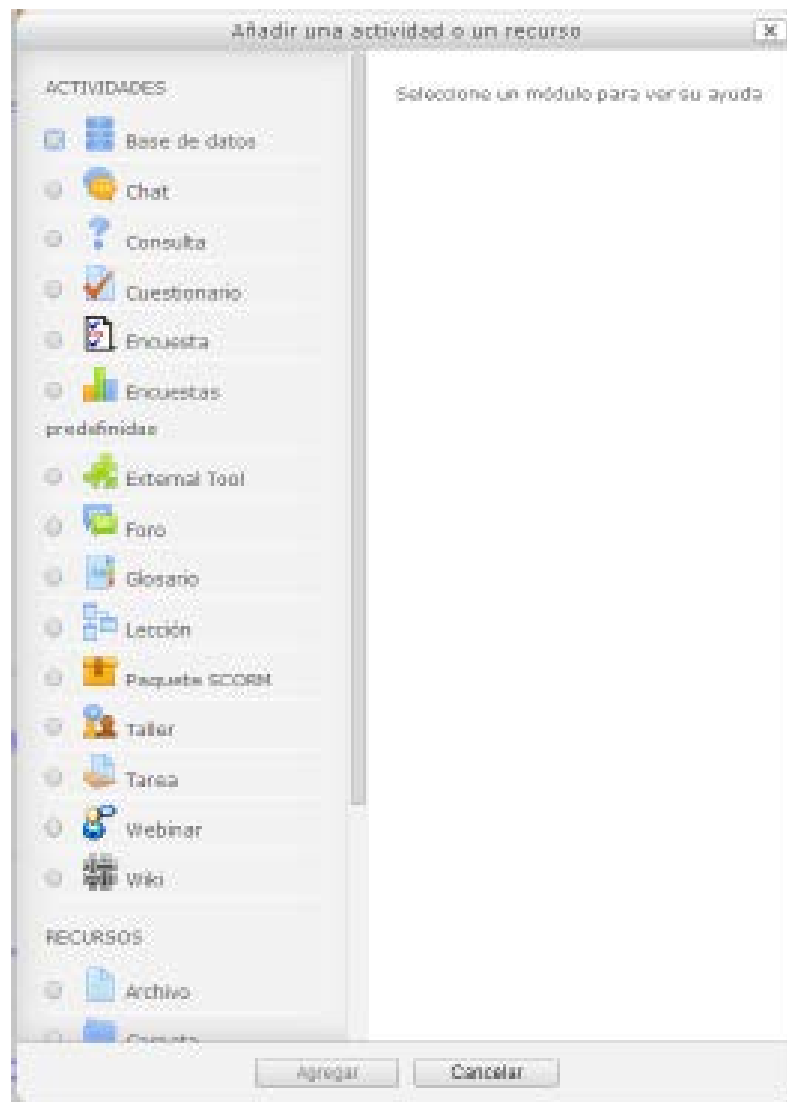 Añadir una actividad o un recurso
ACTIVIDADES
Seleccione un módulo para ver su ayuda
Base de datos
Chat
Consulta
Cuestionario
Encuesta
Encuestas
predefinidas
External Tool
Foro
Glosario
Lección
Paquete SCORM
Taller
Tarea
Webinar
Wiki
RECURSOS
Archivo
Carpeta
Agregar
Cancelar